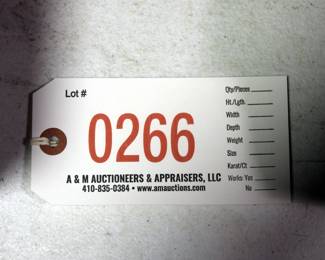 Lot #
0266
A & M AUCTIONEERS & APPRAISERS, LLC
410-835-0384 • www.amauctions.com
Qty/Pieces
Ht./Lgth.
Width
Depth
Weight
Size
Karat/Ct
Works: Yes
No